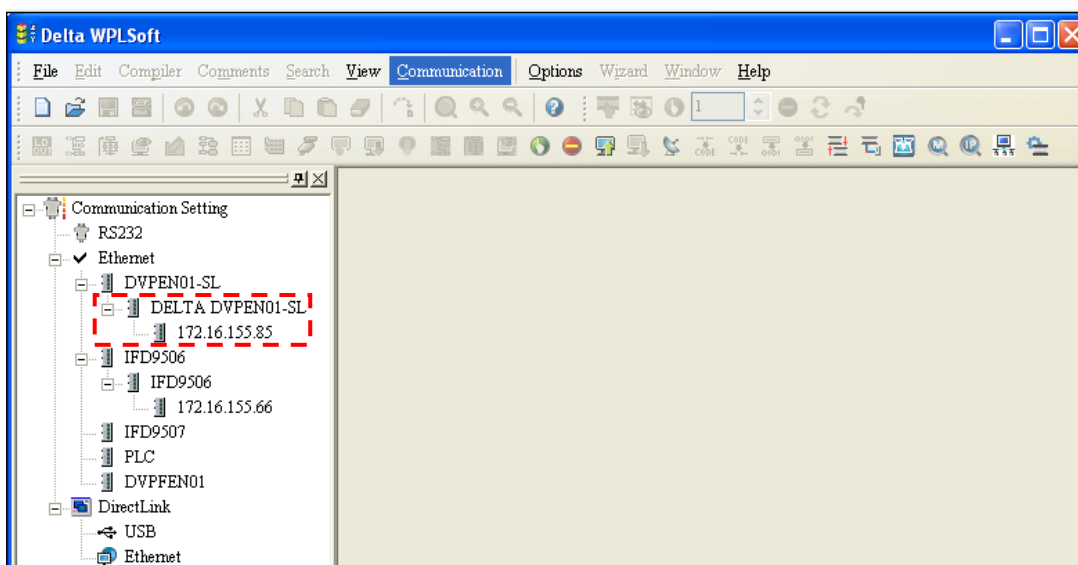 Delta WPLSoft
File Edit Compiler Comments Search View Communication Options Wizard Window Help
1
Communication Setting
RS232
Ethernet
DVPEN01-SL
DELTA DVPEN01-SL
172.16.155.85
IFD9506
IFD9506
172.16.155.66
IFD9507
PLC
DVPFEN01
DirectLink
USB
Ethernet